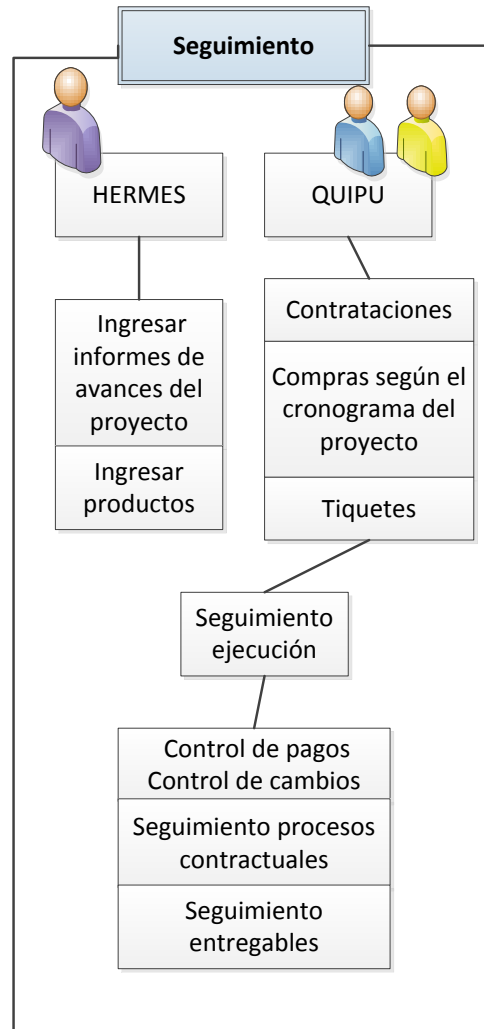 Seguimiento
HERMES
QUIPU
Ingresar
informes de
avances del
proyecto
Ingresar
productos
Contrataciones
Compras según el
cronograma del
proyecto
Tiquetes
Seguimiento
ejecución
Control de pagos
Control de cambios
Seguimiento procesos
contractuales
Seguimiento
entregables